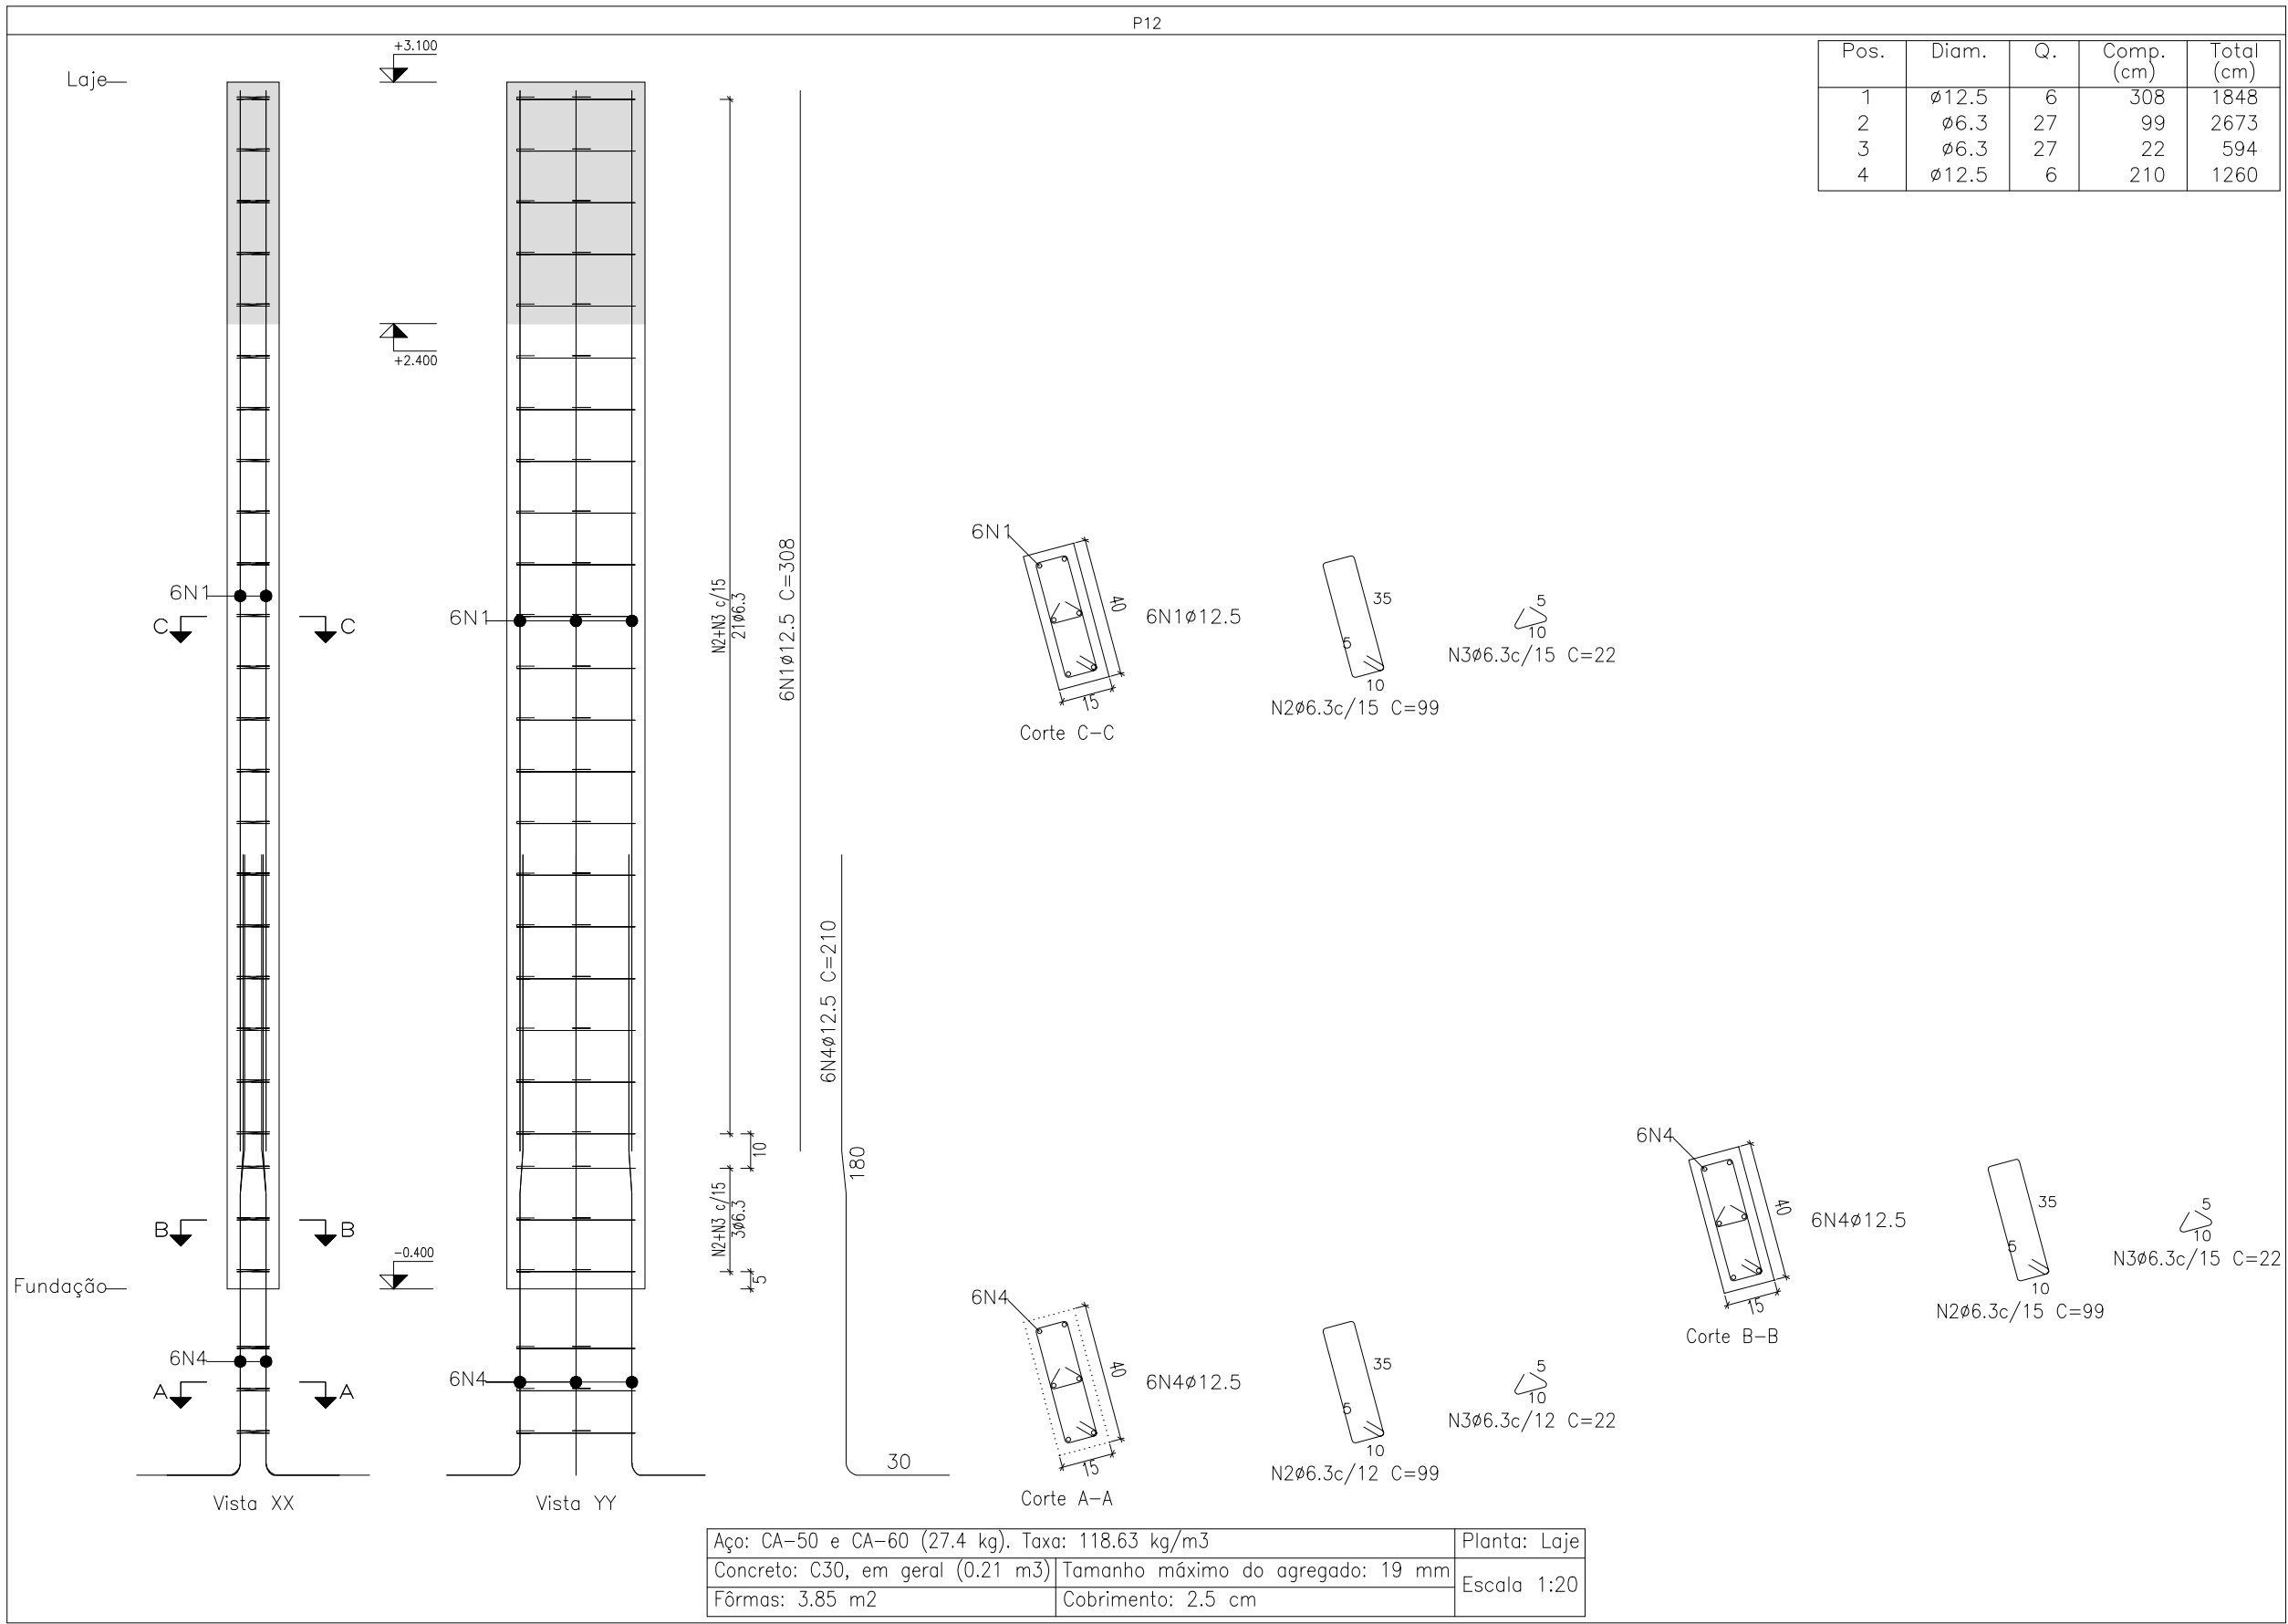 P12
Pos. Diam. Q. Comp. (cm) Total (cm)
1 ø12.5 6 308 1848
2 ø6.3 27 99 2673
3 ø6.3 27 22 594
4 ø12.5 6 210 1260
+3.100
Laje
+2.400
6N1
C C
6N1
N2+N3 c/15
21ø6.3
6N1ø12.5 C=308
6N1
40
15
6N1ø12.5
Corte C-C
35
5
10
N2ø6.3c/15 C=99
5
10
N3ø6.3c/15 C=22
6N4ø12.5 C=210
180
30
10
N2+N3 c/15
3ø6.3
5
B B
-0.400
Fundação
6N4
A A
6N4
Vista XX
Vista YY
6N4
40
15
6N4ø12.5
Corte A-A
35
5
10
N2ø6.3c/12 C=99
5
10
N3ø6.3c/12 C=22
6N4
40
15
6N4ø12.5
Corte B-B
35
5
10
N2ø6.3c/15 C=99
5
10
N3ø6.3c/15 C=22
Aço: CA-50 e CA-60 (27.4 kg). Taxa: 118.63 kg/m3
Planta: Laje
Concreto: C30, em geral (0.21 m3)
Tamanho máximo do agregado: 19 mm
Escala 1:20
Fôrmas: 3.85 m2
Cobrimento: 2.5 cm